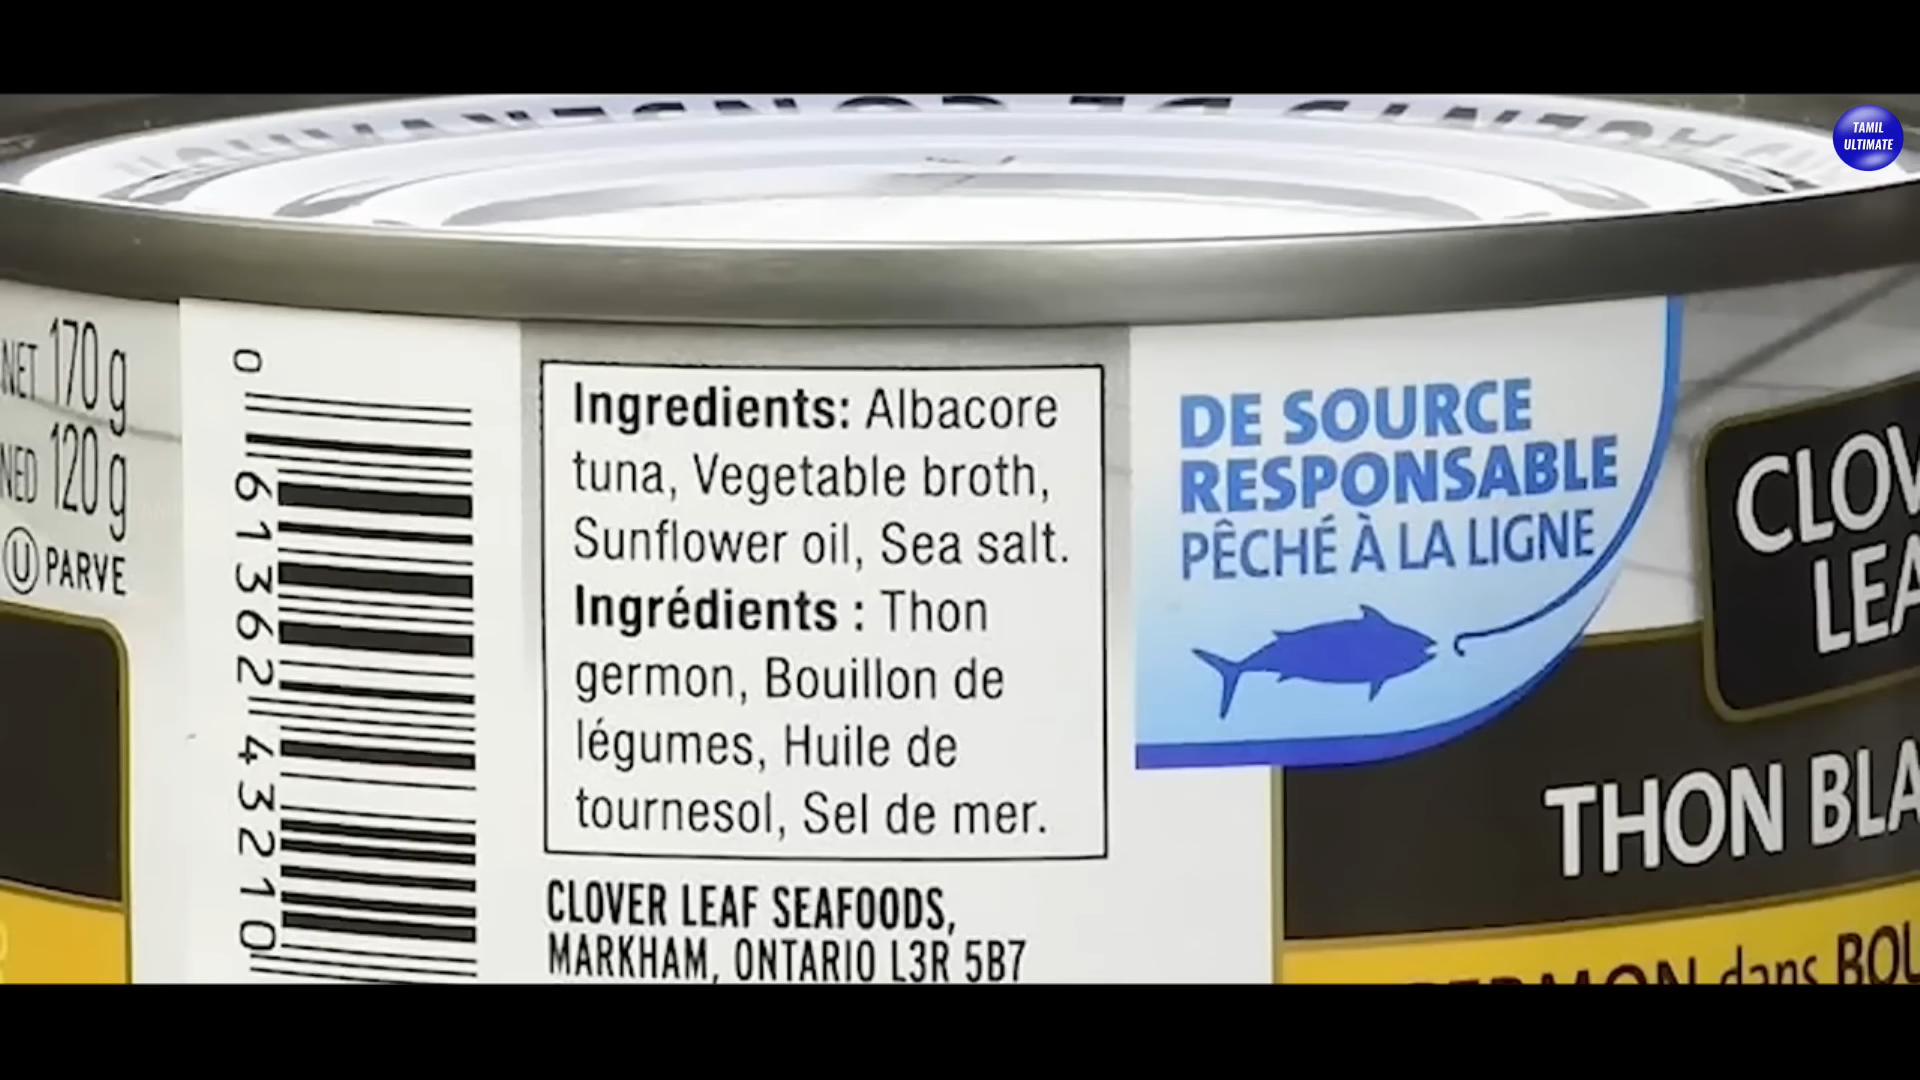 NET 170 g
NED 120 g
U PARVE
0 61362 43210
Ingredients: Albacore
tuna, Vegetable broth,
Sunflower oil, Sea salt.
Ingrédients : Thon
germon, Bouillon de
légumes, Huile de
tournesol, Sel de mer.
CLOVER LEAF SEAFOODS,
MARKHAM, ONTARIO L3R 5B7
DE SOURCE
RESPONSABLE
PÊCHÉ À LA LIGNE
CLOV
LEA
THON BLA
dans BOU
TAMIL
ULTIMATE